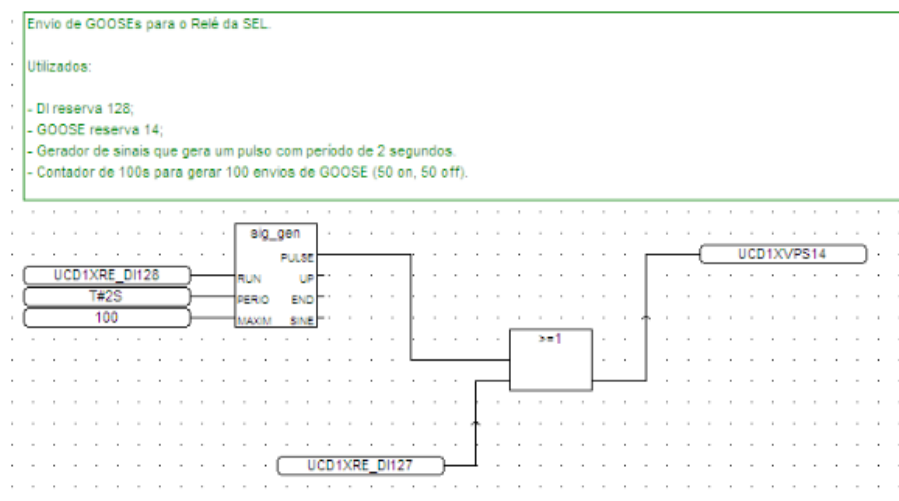 Envio de GOOSEs para o Relé da SEL.
Utilizados:
- DI reserva 128;
- GOOSE reserva 14;
- Gerador de sinais que gera um pulso com período de 2 segundos.
- Contador de 100s para gerar 100 envios de GOOSE (50 on, 50 off).
sig_gen
PULSE
UCD1XVPS14
UCD1XRE_DI128
RUN
UP
T#2S
PERIO
END
100
MAXIM
SINE
>=1
UCD1XRE_DI127